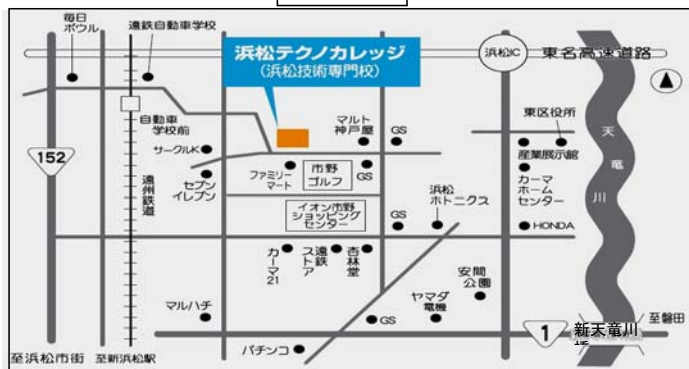 毎日
ボウル
遠鉄自動車学校
浜松テクノカレッジ
(浜松技術専門校)
浜松IC
東名高速道路
自動車
学校前
サークルK
セブン
イレブン
152
遠州鉄道
ファミリー
マート
市野
ゴルフ
マルト
神戸屋
GS
GS
東区役所
産業展示館
カーマ
ホーム
センター
天竜川
イオン市野
ショッピング
センター
浜松
ホトニクス
GS
HONDA
カーマ21
遠鉄ストア
杏林堂
安間
公園
マルハチ
GS
ヤマダ
電機
1
新天竜川
至磐田
パチンコ
至浜松市街
至新浜松駅